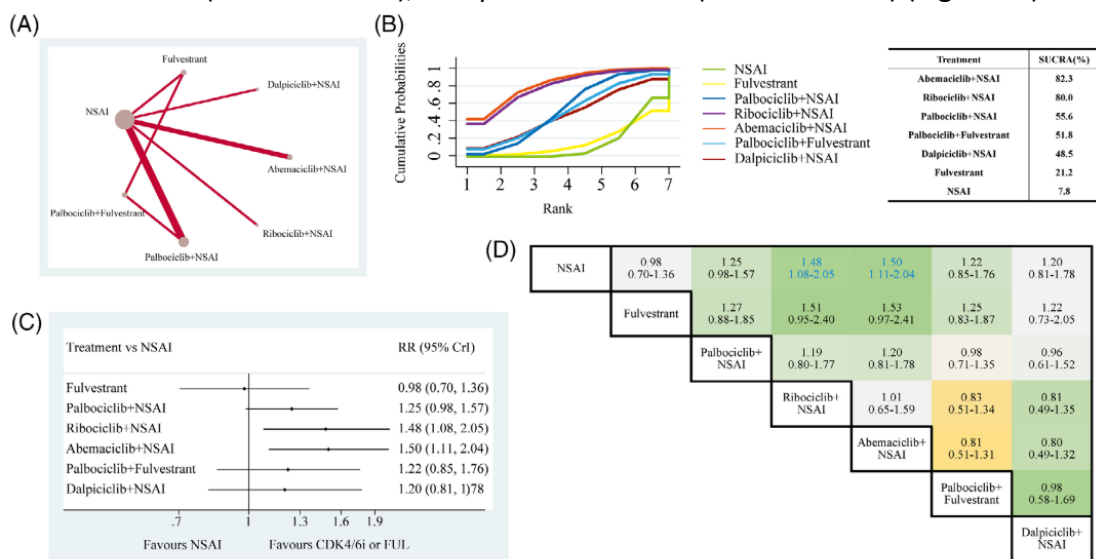 (A)
Fulvestrant
Dalpiciclib+NSAI
NSAI
Abemaciclib+NSAI
Palbociclib+Fulvestrant
Ribociclib+NSAI
Palbociclib+NSAI
(B)
Cumulative Probabilities
0 .2 .4 .6 .8 1
1 2 3 4 5 6 7
Rank
NSAI
Fulvestrant
Palbociclib+NSAI
Ribociclib+NSAI
Abemaciclib+NSAI
Palbociclib+Fulvestrant
Dalpiciclib+NSAI
Treatment SUCRA(%)
Abemaciclib+NSAI 82.3
Ribociclib+NSAI 80.0
Palbociclib+NSAI 55.6
Palbociclib+Fulvestrant 51.8
Dalpiciclib+NSAI 48.5
Fulvestrant 21.2
NSAI 7.8
(C)
Treatment vs NSAI RR (95% CrI)
Fulvestrant 0.98 (0.70, 1.36)
Palbociclib+NSAI 1.25 (0.98, 1.57)
Ribociclib+NSAI 1.48 (1.08, 2.05)
Abemaciclib+NSAI 1.50 (1.11, 2.04)
Palbociclib+Fulvestrant 1.22 (0.85, 1.76)
Dalpiciclib+NSAI 1.20 (0.81, 1)78
.7 1 1.3 1.6 1.9
Favours NSAI Favours CDK4/6i or FUL
(D)
NSAI 0.98 1.25 1.48 1.50 1.22 1.20
0.70-1.36 0.98-1.57 1.08-2.05 1.11-2.04 0.85-1.76 0.81-1.78
Fulvestrant 1.27 1.51 1.53 1.25 1.22
0.88-1.85 0.95-2.40 0.97-2.41 0.83-1.87 0.73-2.05
Palbociclib+ 1.19 1.20 0.98 0.96
NSAI 0.80-1.77 0.81-1.78 0.71-1.35 0.61-1.52
Ribociclib+ 1.01 0.83 0.81
NSAI 0.65-1.59 0.51-1.34 0.49-1.35
Abemaciclib+ 0.81 0.80
NSAI 0.51-1.31 0.49-1.32
Palbociclib+ 0.98
Fulvestrant 0.58-1.69
Dalpiciclib+
NSAI